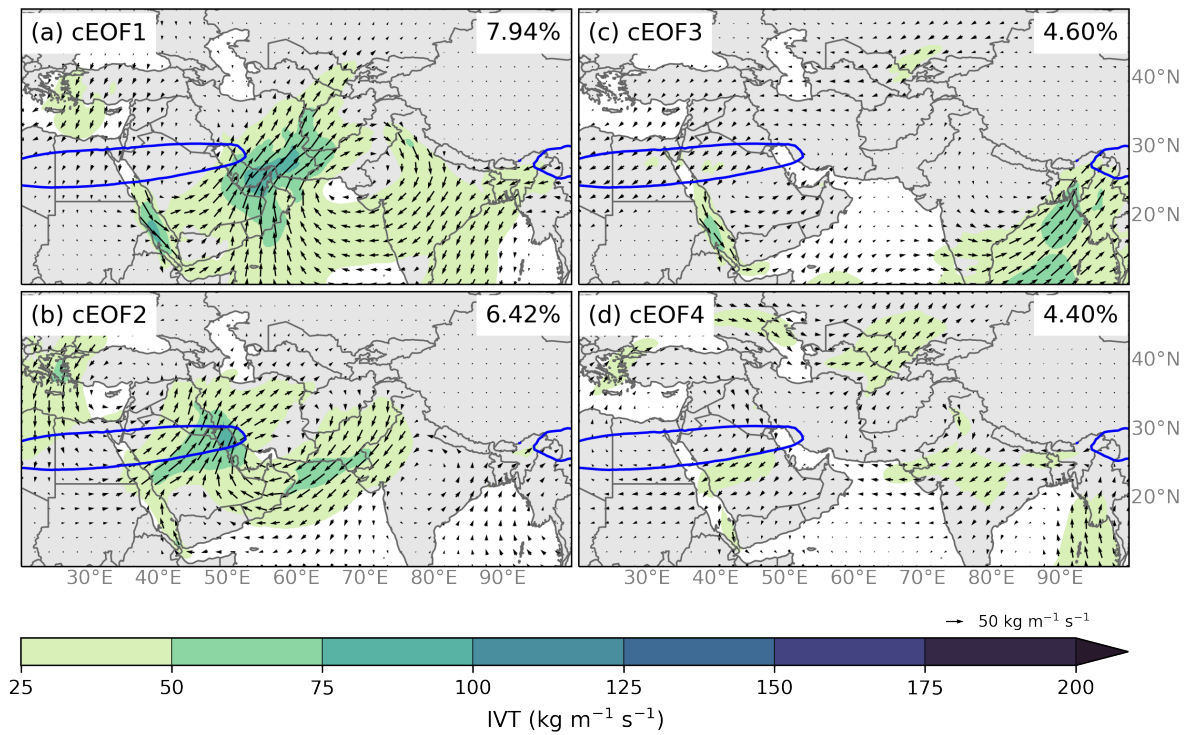 (a) cEOF1
7.94%
(c) cEOF3
4.60%
40°N
30°N
20°N
(b) cEOF2
6.42%
(d) cEOF4
4.40%
40°N
30°N
20°N
30°E 40°E 50°E 60°E 70°E 80°E 90°E
30°E 40°E 50°E 60°E 70°E 80°E 90°E
50 kg m⁻¹ s⁻¹
25 50 75 100 125 150 175 200
IVT (kg m⁻¹ s⁻¹)